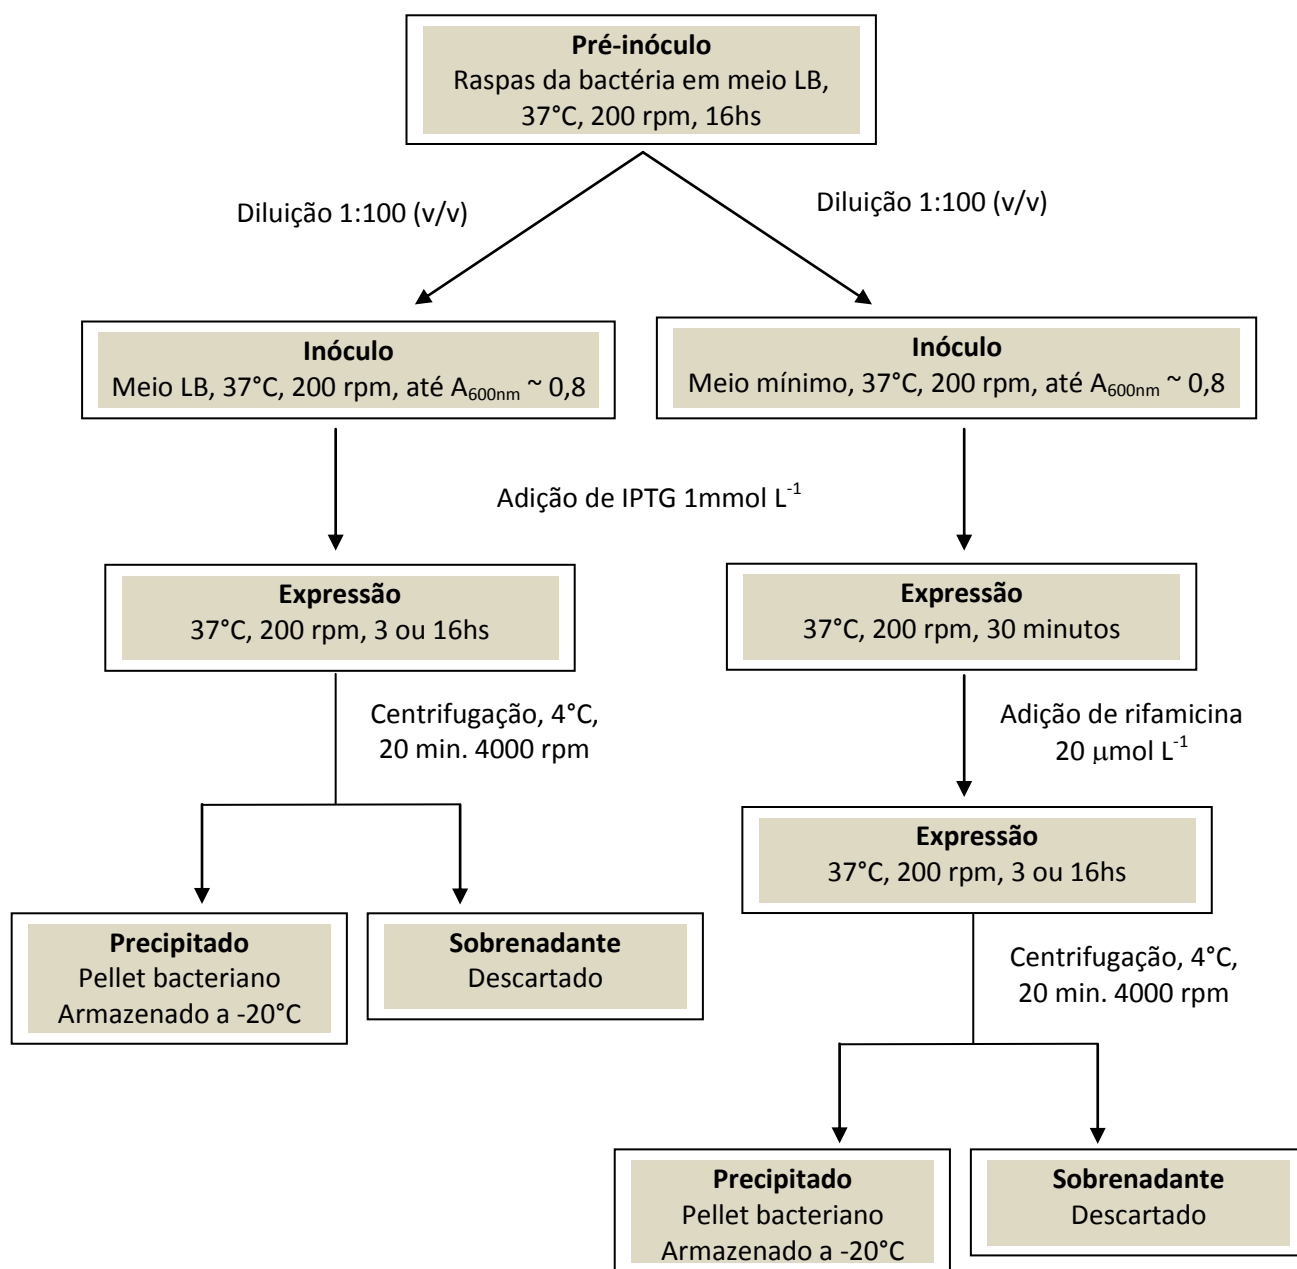 Pré-inóculo
Raspas da bactéria em meio LB,
37°C, 200 rpm, 16hs
Diluição 1:100 (v/v)
Diluição 1:100 (v/v)
Inóculo
Meio LB, 37°C, 200 rpm, até A600nm ~ 0,8
Inóculo
Meio mínimo, 37°C, 200 rpm, até A600nm ~ 0,8
Adição de IPTG 1mmol L-1
Expressão
37°C, 200 rpm, 3 ou 16hs
Expressão
37°C, 200 rpm, 30 minutos
Centrifugação, 4°C,
20 min. 4000 rpm
Adição de rifamicina
20 μmol L-1
Expressão
37°C, 200 rpm, 3 ou 16hs
Precipitado
Pellet bacteriano
Armazenado a -20°C
Sobrenadante
Descartado
Centrifugação, 4°C,
20 min. 4000 rpm
Precipitado
Pellet bacteriano
Armazenado a -20°C
Sobrenadante
Descartado